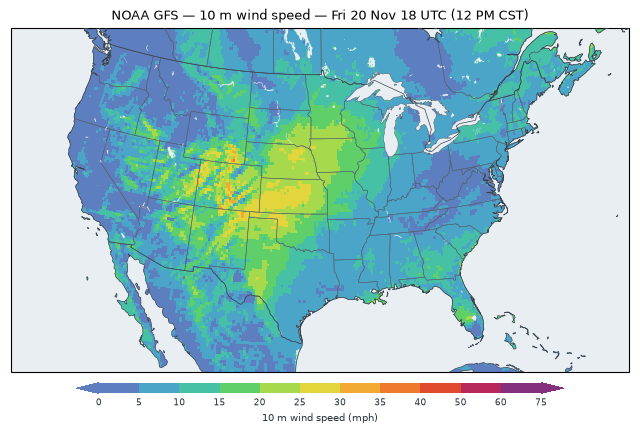 NOAA GFS — 10 m wind speed — Fri 20 Nov 18 UTC (12 PM CST)
0 5 10 15 20 25 30 35 40 50 60 75
10 m wind speed (mph)